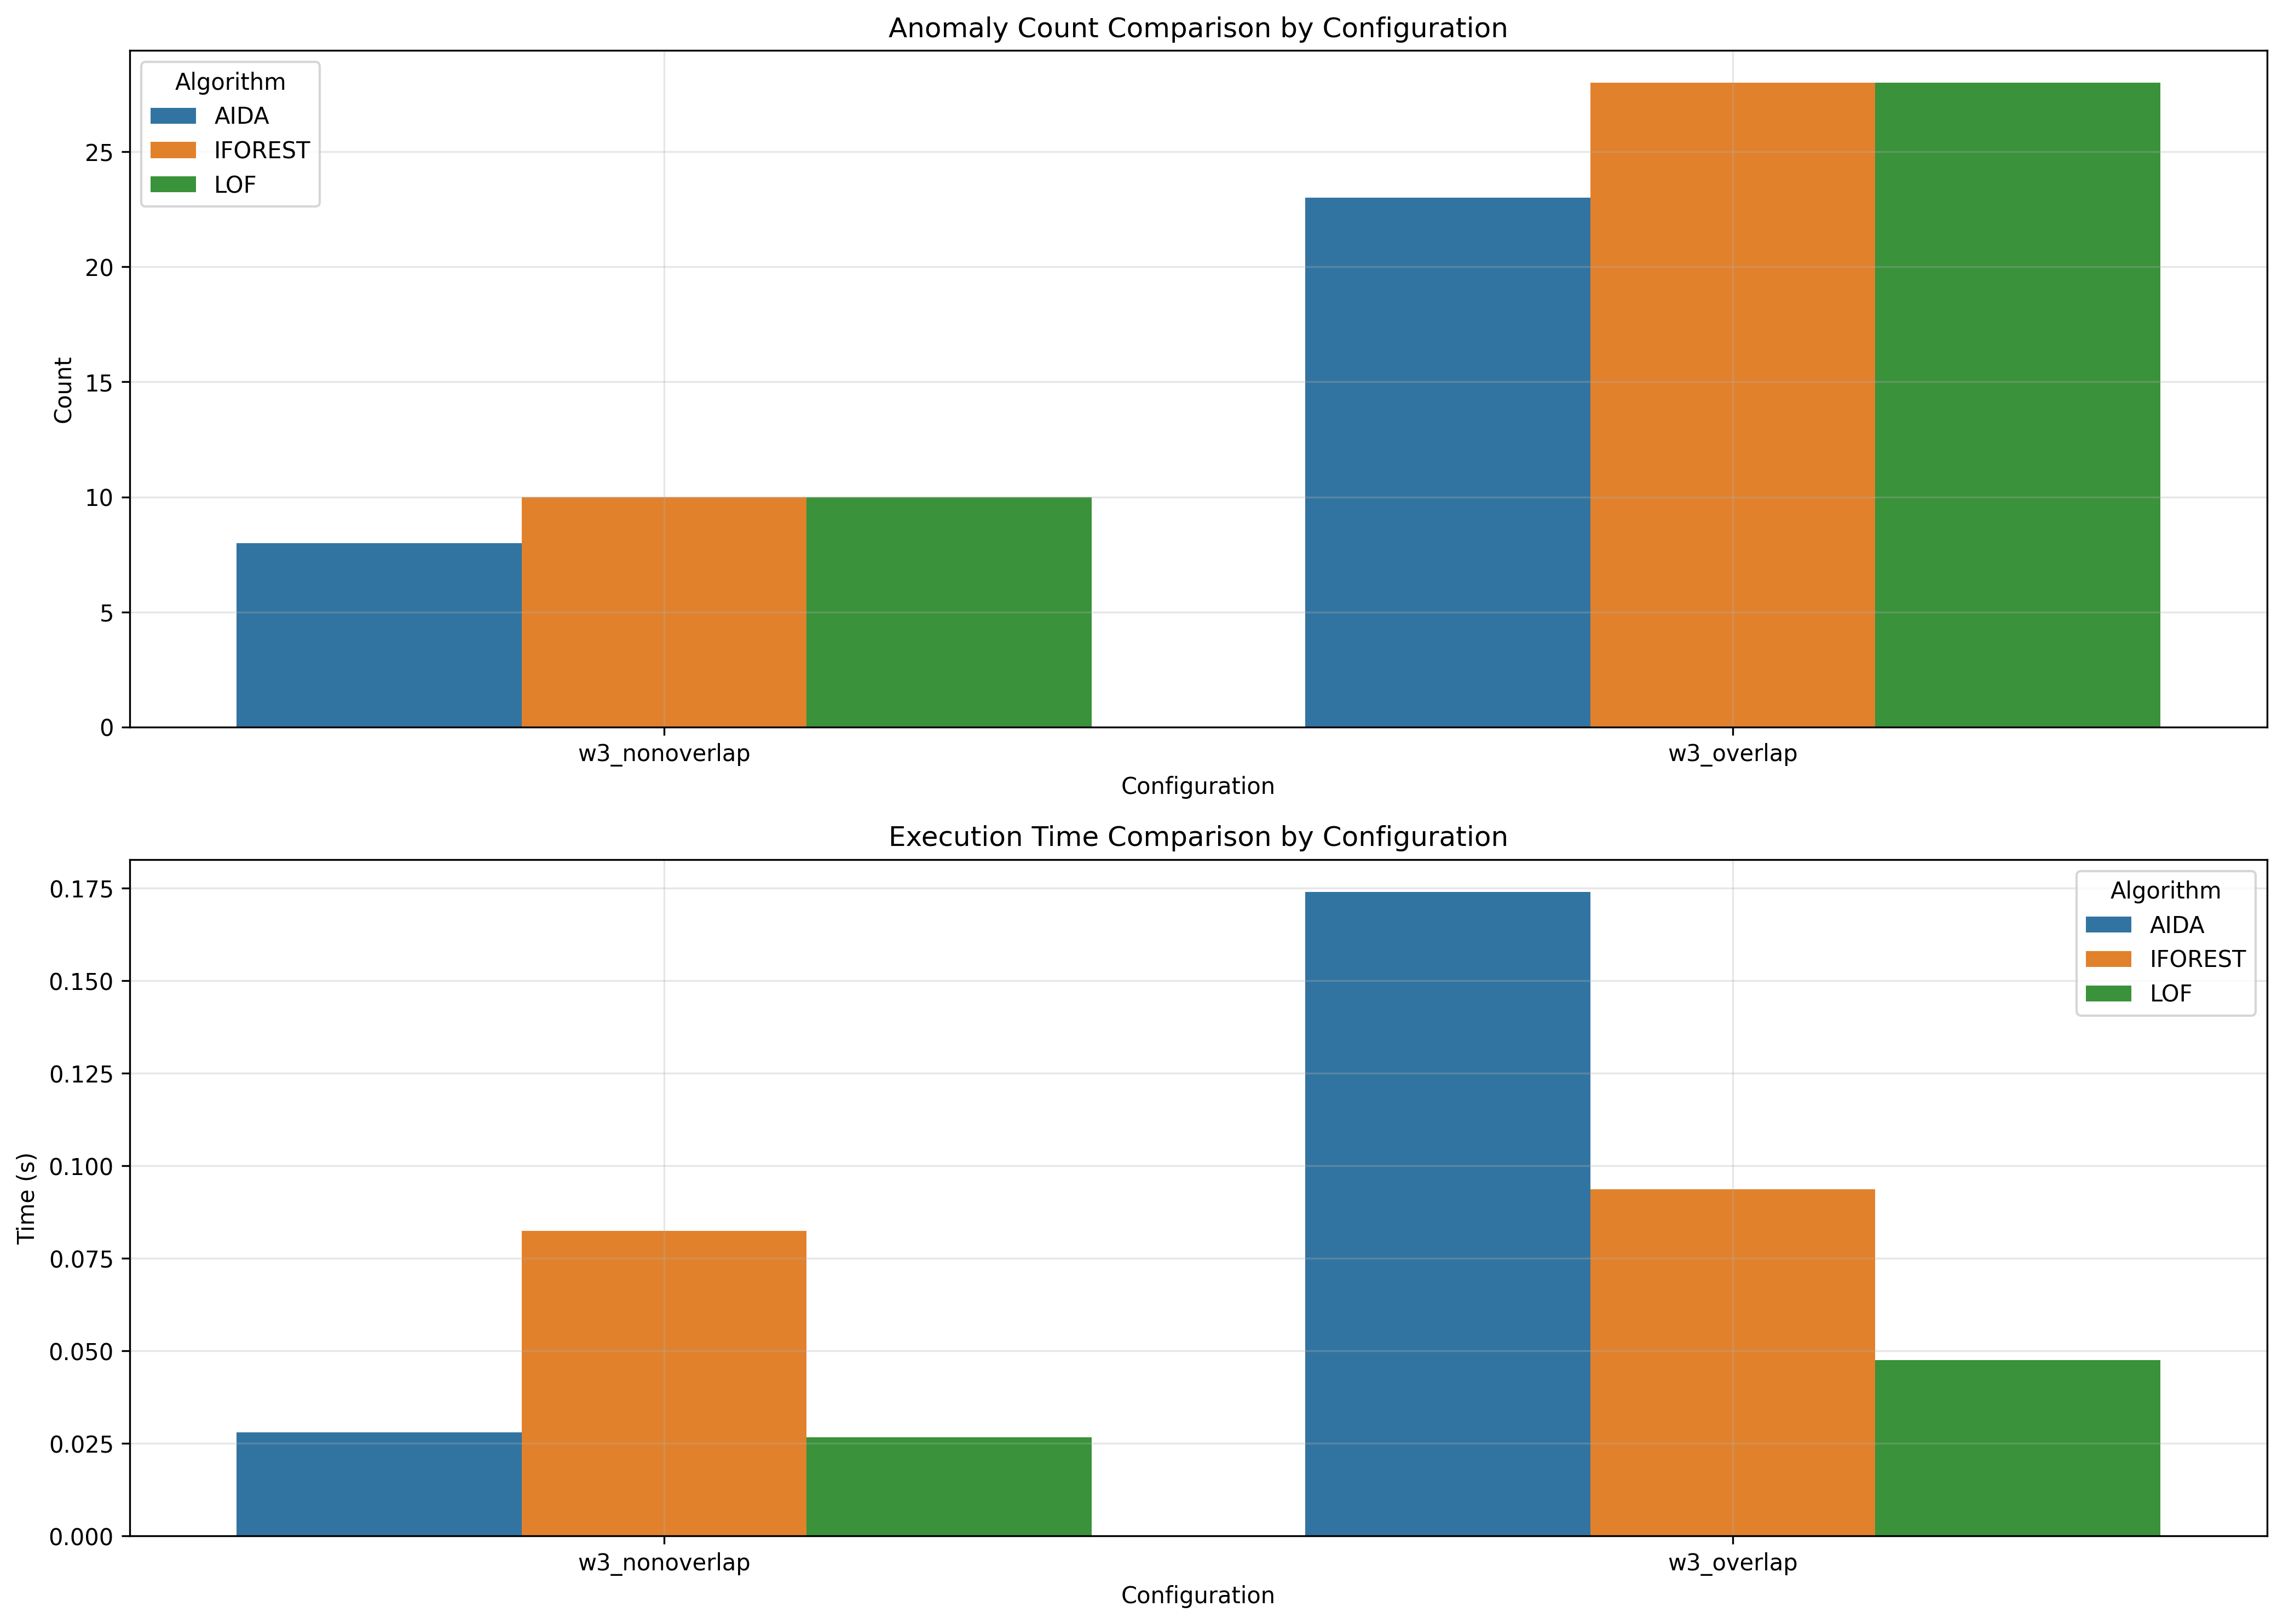 Anomaly Count Comparison by Configuration
Algorithm
AIDA
IFOREST
LOF
Count
25
20
15
10
5
0
w3_nonoverlap
w3_overlap
Configuration
Execution Time Comparison by Configuration
Algorithm
AIDA
IFOREST
LOF
Time (s)
0.175
0.150
0.125
0.100
0.075
0.050
0.025
0.000
w3_nonoverlap
w3_overlap
Configuration